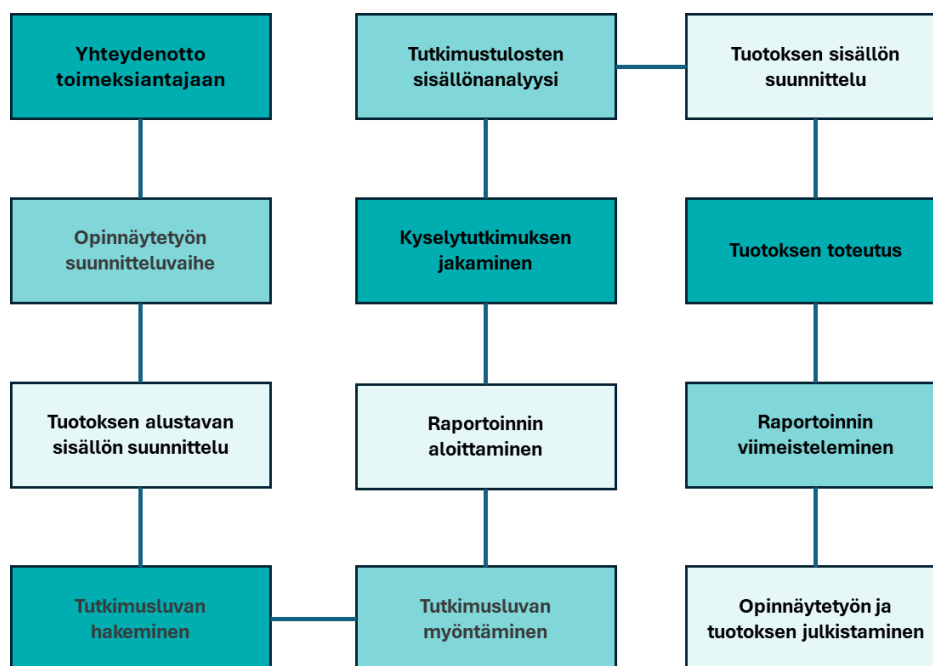 Yhteydenotto
toimeksiantajaan
Opinnäytetyön
suunnitteluvaihe
Tuotoksen alustavan
sisällön suunnittelu
Tutkimusluvan
hakeminen
Tutkimusluvan
myöntäminen
Raportoinnin
aloittaminen
Kyselytutkimuksen
jakaminen
Tutkimustulosten
sisällönanalyysi
Tuotoksen sisällön
suunnittelu
Tuotoksen toteutus
Raportoinnin
viimeisteleminen
Opinnäytetyön ja
tuotoksen julkistaminen